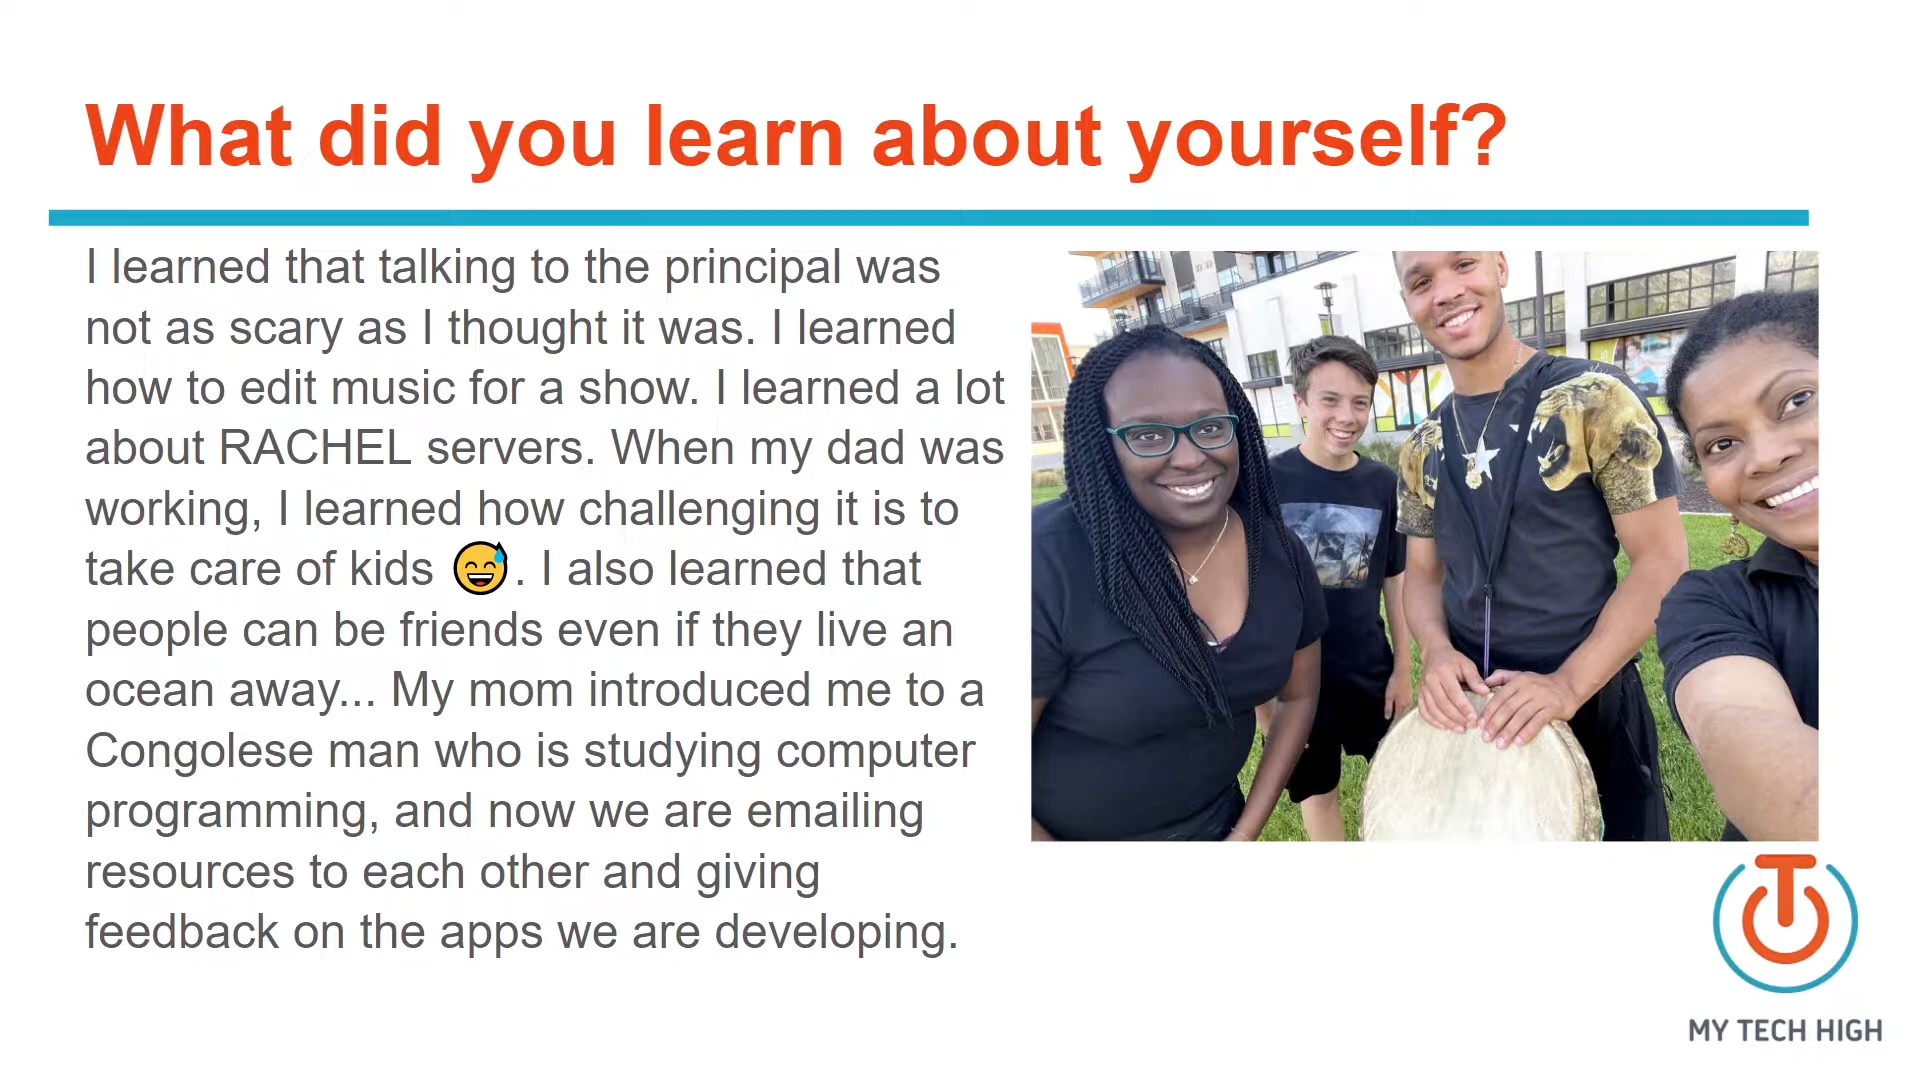 What did you learn about yourself?
I learned that talking to the principal was
not as scary as I thought it was. I learned
how to edit music for a show. I learned a lot
about RACHEL servers. When my dad was
working, I learned how challenging it is to
take care of kids 😅. I also learned that
people can be friends even if they live an
ocean away... My mom introduced me to a
Congolese man who is studying computer
programming, and now we are emailing
resources to each other and giving
feedback on the apps we are developing.
MY TECH HIGH